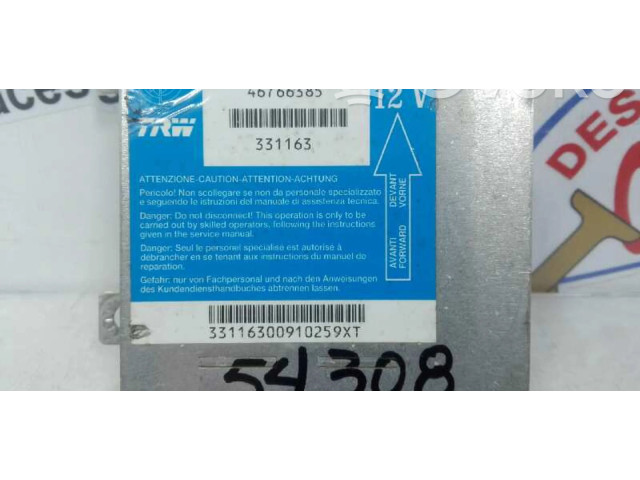 46766385
12 V
TRW
331163
ATTENZIONE-CAUTION-ATTENTION-ACHTUNG
Pericolo! Non scollegare se non da personale specializzato
e seguendo le istruzioni del manuale di assistenza tecnica.
Danger: Do not disconnect! This operation is only to be
carried out by skilled operators, following the instructions
given in the service manual.
Danger: Seul le personel specialise est autorisé à
débrancher en se tenant aux instructions du manuel de
reparation.
Gefahr: nur von Fachpersonal und nach den Anweisungen
des Kundendiensthandbuches abtrennen lassen.
AVANTI DEVANT
FORWARD VORNE
33116300910259XT
54308
DES